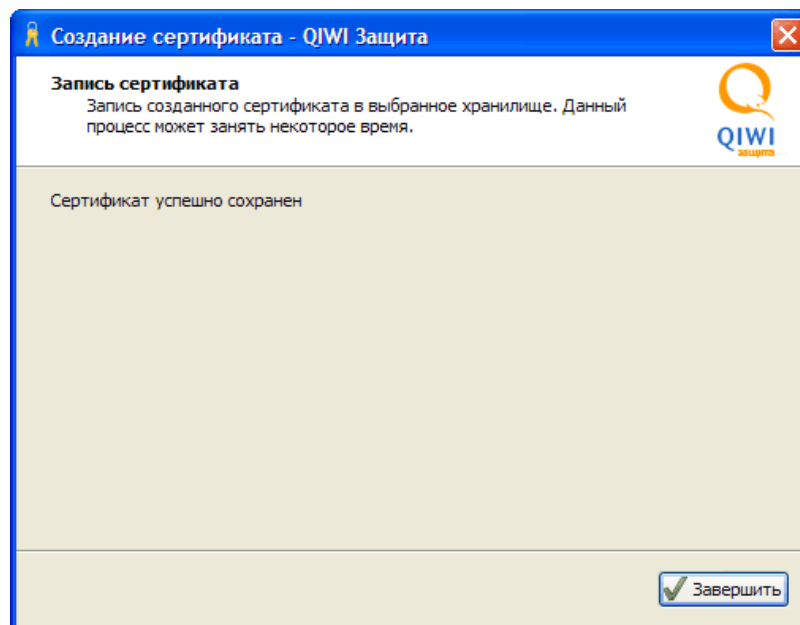 Создание сертификата - QIWI Защита
Запись сертификата
Запись созданного сертификата в выбранное хранилище. Данный
процесс может занять некоторое время.
QIWI
защита
Сертификат успешно сохранен
Завершить